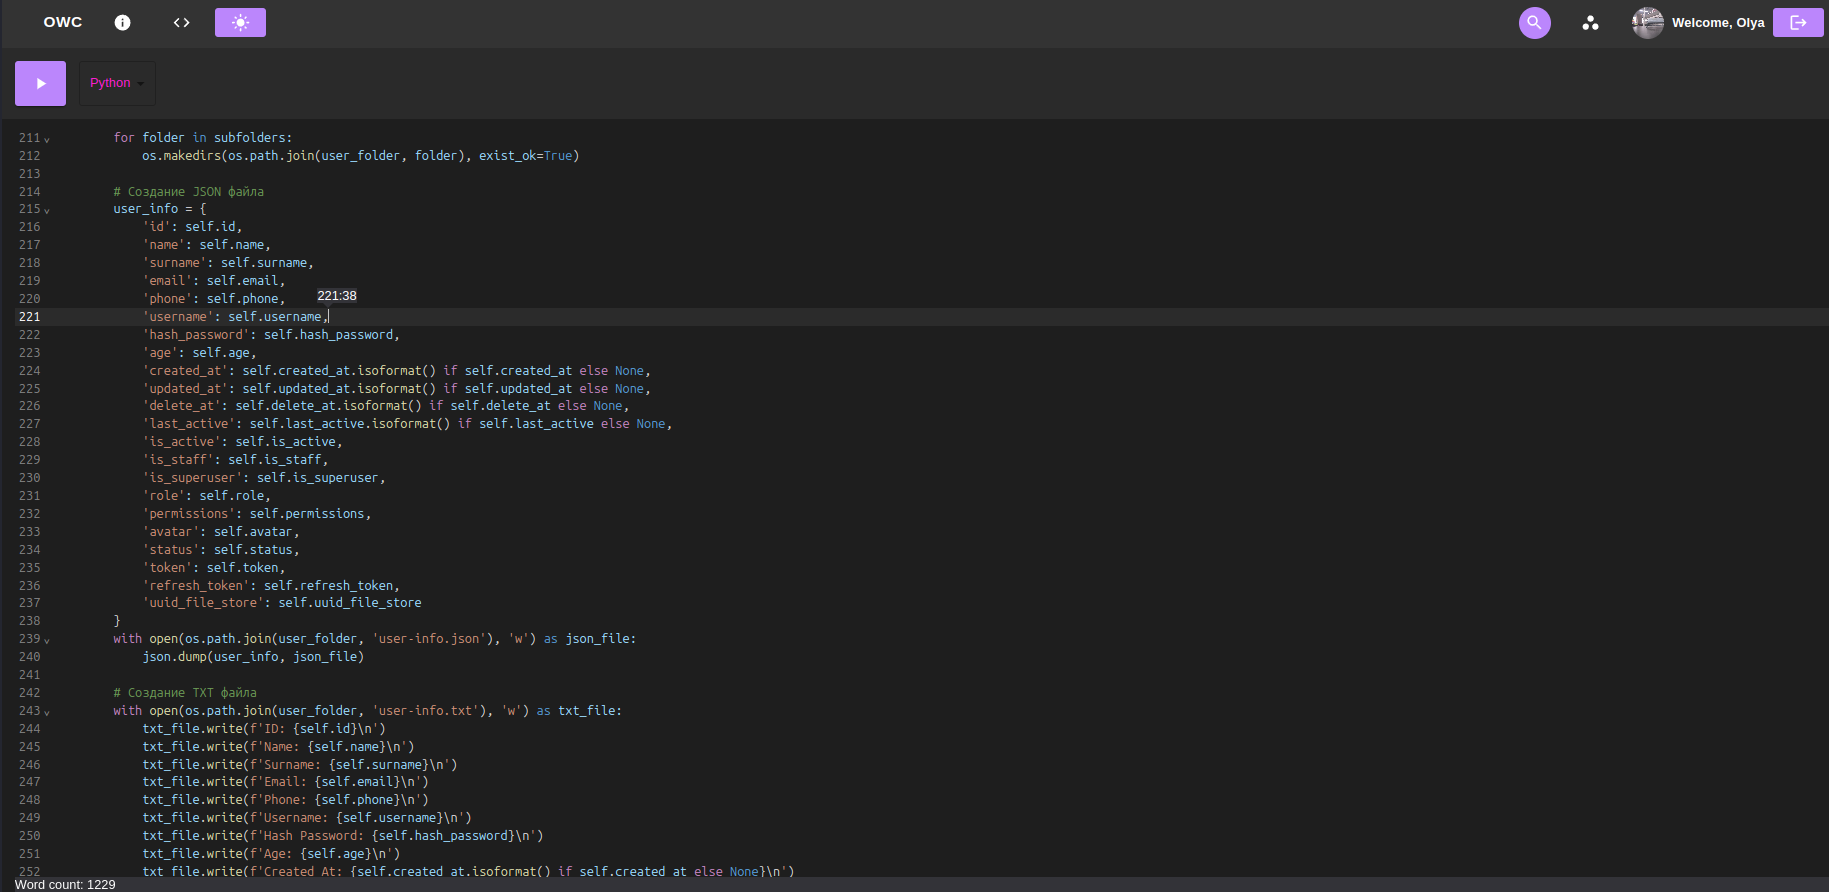 OWC
Welcome, Olya
Python
211 for folder in subfolders:
212 os.makedirs(os.path.join(user_folder, folder), exist_ok=True)
213
214 # Создание JSON файла
215 user_info = {
216 'id': self.id,
217 'name': self.name,
218 'surname': self.surname,
219 'email': self.email,
220 'phone': self.phone,
221:38
221 'username': self.username,
222 'hash_password': self.hash_password,
223 'age': self.age,
224 'created_at': self.created_at.isoformat() if self.created_at else None,
225 'updated_at': self.updated_at.isoformat() if self.updated_at else None,
226 'delete_at': self.delete_at.isoformat() if self.delete_at else None,
227 'last_active': self.last_active.isoformat() if self.last_active else None,
228 'is_active': self.is_active,
229 'is_staff': self.is_staff,
230 'is_superuser': self.is_superuser,
231 'role': self.role,
232 'permissions': self.permissions,
233 'avatar': self.avatar,
234 'status': self.status,
235 'token': self.token,
236 'refresh_token': self.refresh_token,
237 'uuid_file_store': self.uuid_file_store
238 }
239 with open(os.path.join(user_folder, 'user-info.json'), 'w') as json_file:
240 json.dump(user_info, json_file)
241
242 # Создание TXT файла
243 with open(os.path.join(user_folder, 'user-info.txt'), 'w') as txt_file:
244 txt_file.write(f'ID: {self.id}\n')
245 txt_file.write(f'Name: {self.name}\n')
246 txt_file.write(f'Surname: {self.surname}\n')
247 txt_file.write(f'Email: {self.email}\n')
248 txt_file.write(f'Phone: {self.phone}\n')
249 txt_file.write(f'Username: {self.username}\n')
250 txt_file.write(f'Hash Password: {self.hash_password}\n')
251 txt_file.write(f'Age: {self.age}\n')
252 txt_file.write(f'Created At: {self.created_at.isoformat() if self.created_at else None}\n')
Word count: 1229